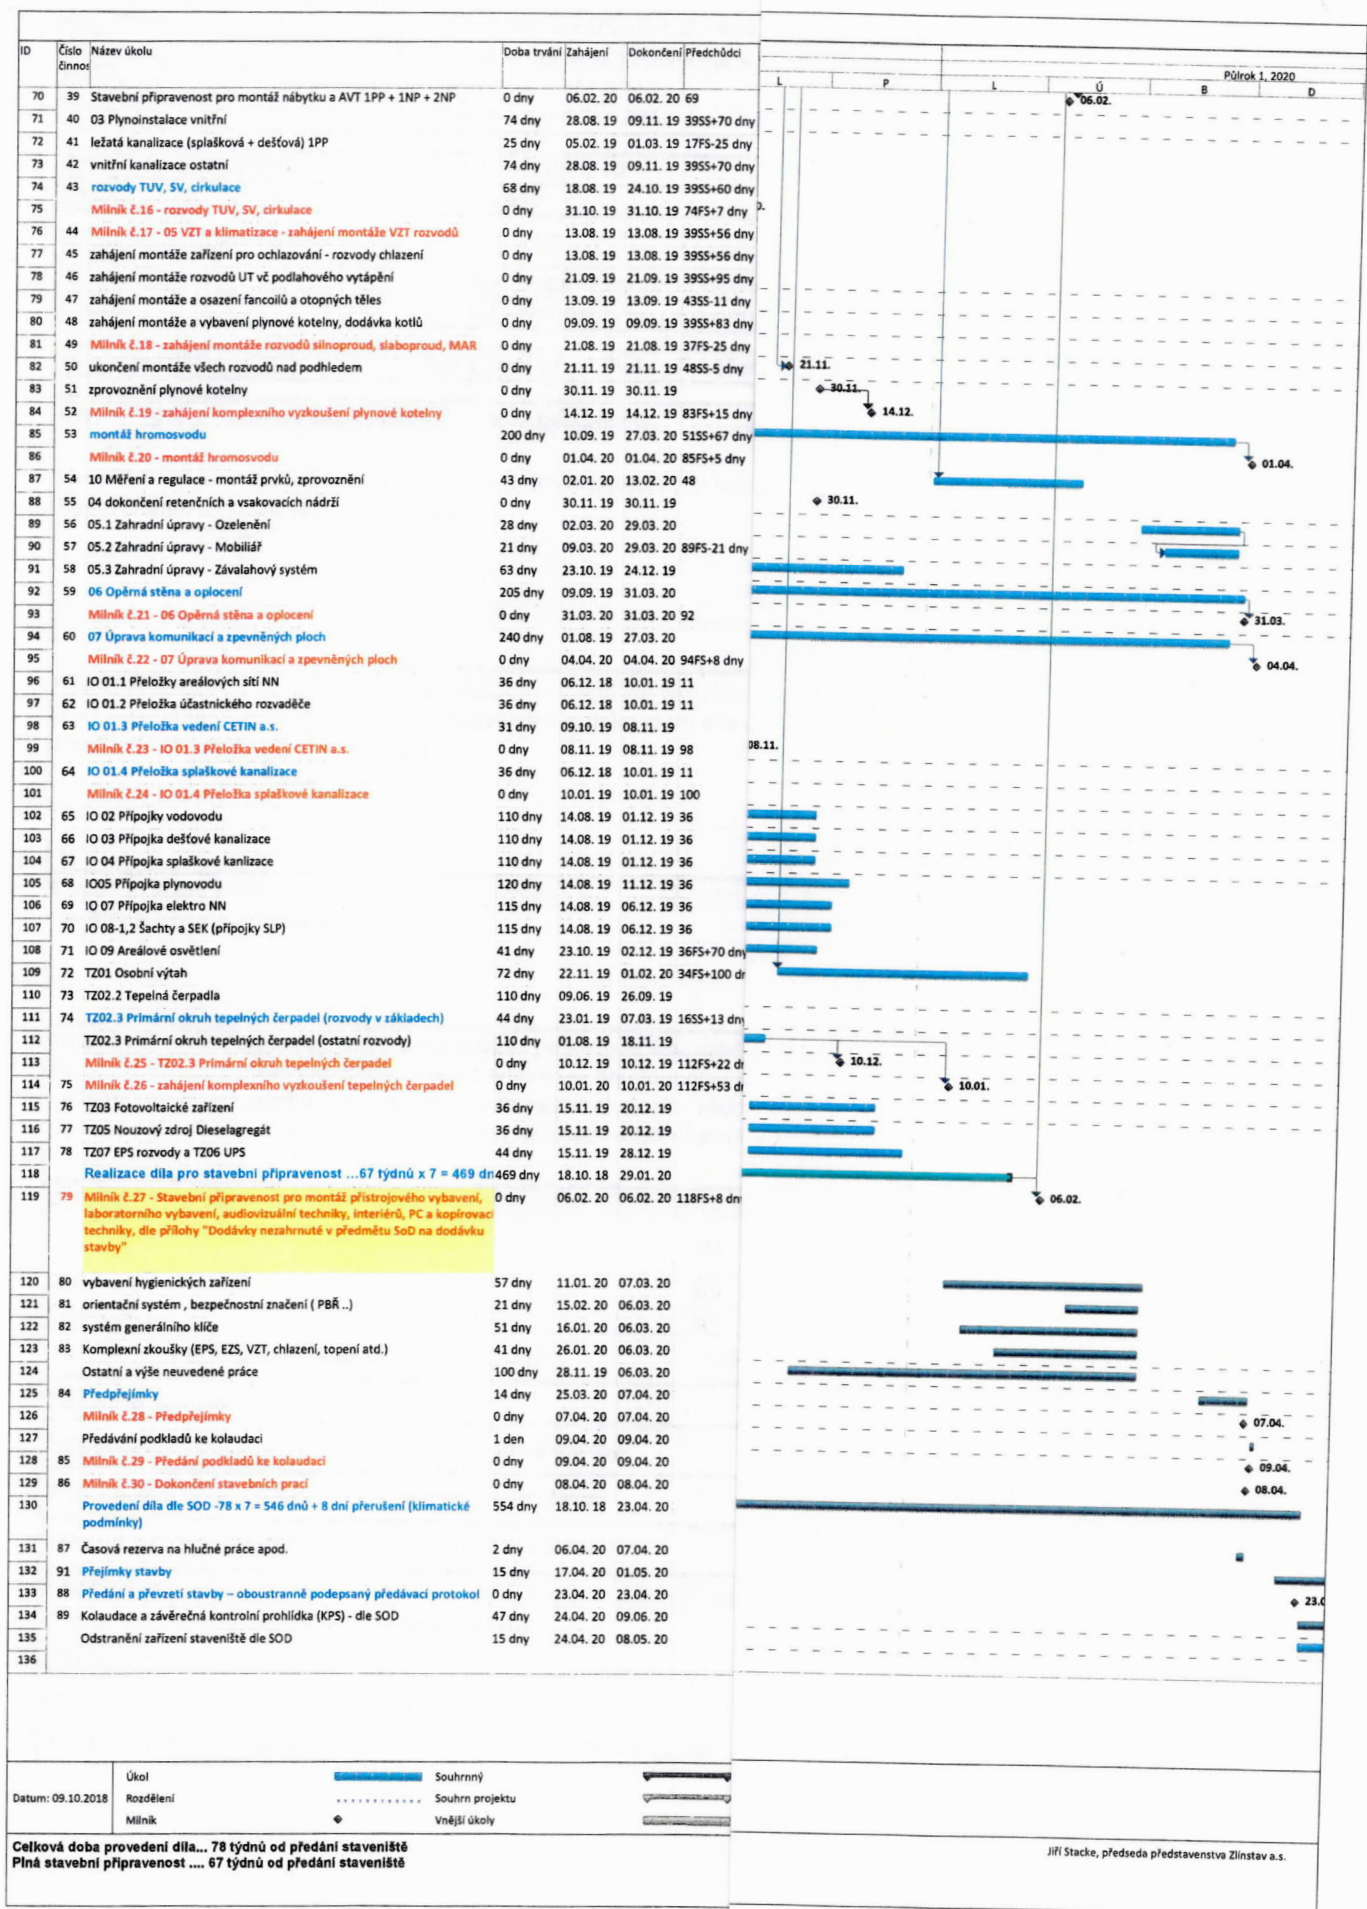 ID Číslo činnos Název úkolu Doba trvání Zahájení Dokončení Předchůdci
Půlrok 1, 2020
L P L Ú B D
70 39 Stavební připravenost pro montáž nábytku a AVT 1PP + 1NP + 2NP 0 dny 06.02. 20 06.02. 20 69 06.02.
71 40 03 Plynoinstalace vnitřní 74 dny 28.08. 19 09.11. 19 39SS+70 dny
72 41 ležatá kanalizace (splašková + dešťová) 1PP 25 dny 05.02. 19 01.03. 19 17FS-25 dny
73 42 vnitřní kanalizace ostatní 74 dny 28.08. 19 09.11. 19 39SS+70 dny
74 43 rozvody TUV, SV, cirkulace 68 dny 18.08. 19 24.10. 19 39SS+60 dny
75 Milník č.16 - rozvody TUV, SV, cirkulace 0 dny 31.10. 19 31.10. 19 74FS+7 dny
76 44 Milník č.17 - 05 VZT a klimatizace - zahájení montáže VZT rozvodů 0 dny 13.08. 19 13.08. 19 39SS+56 dny
77 45 zahájení montáže zařízení pro ochlazování - rozvody chlazení 0 dny 13.08. 19 13.08. 19 39SS+56 dny
78 46 zahájení montáže rozvodů UT vč podlahového vytápění 0 dny 21.09. 19 21.09. 19 39SS+95 dny
79 47 zahájení montáže a osazení fancoilů a otopných těles 0 dny 13.09. 19 13.09. 19 43SS-11 dny
80 48 zahájení montáže a vybavení plynové kotelny, dodávka kotlů 0 dny 09.09. 19 09.09. 19 39SS+83 dny
81 49 Milník č.18 - zahájení montáže rozvodů silnoproud, slaboproud, MAR 0 dny 21.08. 19 21.08. 19 37FS-25 dny
82 50 ukončení montáže všech rozvodů nad podhledem 0 dny 21.11. 19 21.11. 19 48SS-5 dny 21.11.
83 51 zprovoznění plynové kotelny 0 dny 30.11. 19 30.11. 19 30.11.
84 52 Milník č.19 - zahájení komplexního vyzkoušení plynové kotelny 0 dny 14.12. 19 14.12. 19 83FS+15 dny 14.12.
85 53 montáž hromosvodu 200 dny 10.09. 19 27.03. 20 51SS+67 dny
86 Milník č.20 - montáž hromosvodu 0 dny 01.04. 20 01.04. 20 85FS+5 dny 01.04.
87 54 10 Měření a regulace - montáž prvků, zprovoznění 43 dny 02.01. 20 13.02. 20 48
88 55 04 dokončení retenčních a vsakovacích nádrží 0 dny 30.11. 19 30.11. 19 30.11.
89 56 05.1 Zahradní úpravy - Ozelenění 28 dny 02.03. 20 29.03. 20
90 57 05.2 Zahradní úpravy - Mobiliář 21 dny 09.03. 20 29.03. 20 89FS-21 dny
91 58 05.3 Zahradní úpravy - Závalahový systém 63 dny 23.10. 19 24.12. 19
92 59 06 Opěrná stěna a oplocení 205 dny 09.09. 19 31.03. 20
93 Milník č.21 - 06 Opěrná stěna a oplocení 0 dny 31.03. 20 31.03. 20 92 31.03.
94 60 07 Úprava komunikací a zpevněných ploch 240 dny 01.08. 19 27.03. 20
95 Milník č.22 - 07 Úprava komunikací a zpevněných ploch 0 dny 04.04. 20 04.04. 20 94FS+8 dny 04.04.
96 61 IO 01.1 Přeložky areálových sítí NN 36 dny 06.12. 18 10.01. 19 11
97 62 IO 01.2 Přeložka účastnického rozvaděče 36 dny 06.12. 18 10.01. 19 11
98 63 IO 01.3 Přeložka vedení CETIN a.s. 31 dny 09.10. 19 08.11. 19
99 Milník č.23 - IO 01.3 Přeložka vedení CETIN a.s. 0 dny 08.11. 19 08.11. 19 98 08.11.
100 64 IO 01.4 Přeložka splaškové kanalizace 36 dny 06.12. 18 10.01. 19 11
101 Milník č.24 - IO 01.4 Přeložka splaškové kanalizace 0 dny 10.01. 19 10.01. 19 100
102 65 IO 02 Přípojky vodovodu 110 dny 14.08. 19 01.12. 19 36
103 66 IO 03 Přípojka dešťové kanalizace 110 dny 14.08. 19 01.12. 19 36
104 67 IO 04 Přípojka splaškové kanlizace 110 dny 14.08. 19 01.12. 19 36
105 68 IO05 Přípojka plynovodu 120 dny 14.08. 19 11.12. 19 36
106 69 IO 07 Přípojka elektro NN 115 dny 14.08. 19 06.12. 19 36
107 70 IO 08-1,2 Šachty a SEK (přípojky SLP) 115 dny 14.08. 19 06.12. 19 36
108 71 IO 09 Areálové osvětlení 41 dny 23.10. 19 02.12. 19 36FS+70 dny
109 72 TZ01 Osobní výtah 72 dny 22.11. 19 01.02. 20 34FS+100 dr
110 73 TZ02.2 Tepelná čerpadla 110 dny 09.06. 19 26.09. 19
111 74 TZ02.3 Primární okruh tepelných čerpadel (rozvody v základech) 44 dny 23.01. 19 07.03. 19 16SS+13 dny
112 TZ02.3 Primární okruh tepelných čerpadel (ostatní rozvody) 110 dny 01.08. 19 18.11. 19
113 Milník č.25 - TZ02.3 Primární okruh tepelných čerpadel 0 dny 10.12. 19 10.12. 19 112FS+22 dr 10.12.
114 75 Milník č.26 - zahájení komplexního vyzkoušení tepelných čerpadel 0 dny 10.01. 20 10.01. 20 112FS+53 dr 10.01.
115 76 TZ03 Fotovoltaické zařízení 36 dny 15.11. 19 20.12. 19
116 77 TZ05 Nouzový zdroj Dieselagregát 36 dny 15.11. 19 20.12. 19
117 78 TZ07 EPS rozvody a TZ06 UPS 44 dny 15.11. 19 28.12. 19
118 Realizace díla pro stavební připravenost ...67 týdnů x 7 = 469 dn 469 dny 18.10. 18 29.01. 20
119 79 Milník č.27 - Stavební připravenost pro montáž přístrojového vybavení, 0 dny 06.02. 20 06.02. 20 118FS+8 dny 06.02.
laboratorního vybavení, audiovizuální techniky, interiérů, PC a kopírovací
techniky, dle přílohy "Dodávky nezahrnuté v předmětu SoD na dodávku
stavby"
120 80 vybavení hygienických zařízení 57 dny 11.01. 20 07.03. 20
121 81 orientační systém , bezpečnostní značení ( PBŘ ..) 21 dny 15.02. 20 06.03. 20
122 82 systém generálního klíče 51 dny 16.01. 20 06.03. 20
123 83 Komplexní zkoušky (EPS, EZS, VZT, chlazení, topení atd.) 41 dny 26.01. 20 06.03. 20
124 Ostatní a výše neuvedené práce 100 dny 28.11. 19 06.03. 20
125 84 Předpřejímky 14 dny 25.03. 20 07.04. 20
126 Milník č.28 - Předpřejímky 0 dny 07.04. 20 07.04. 20 07.04.
127 Předávání podkladů ke kolaudaci 1 den 09.04. 20 09.04. 20
128 85 Milník č.29 - Předání podkladů ke kolaudaci 0 dny 09.04. 20 09.04. 20 09.04.
129 86 Milník č.30 - Dokončení stavebních prací 0 dny 08.04. 20 08.04. 20 08.04.
130 Provedení díla dle SOD -78 x 7 = 546 dnů + 8 dní přerušení (klimatické 554 dny 18.10. 18 23.04. 20
podmínky)
131 87 Časová rezerva na hlučné práce apod. 2 dny 06.04. 20 07.04. 20
132 91 Přejímky stavby 15 dny 17.04. 20 01.05. 20
133 88 Předání a převzetí stavby – oboustranně podepsaný předávací protokol 0 dny 23.04. 20 23.04. 20 23.0
134 89 Kolaudace a závěrečná kontrolní prohlídka (KPS) - dle SOD 47 dny 24.04. 20 09.06. 20
135 Odstranění zařízení staveniště dle SOD 15 dny 24.04. 20 08.05. 20
136
Datum: 09.10.2018
Úkol Souhrnný
Rozdělení Souhrn projektu
Milník Vnější úkoly
Celková doba provedení díla... 78 týdnů od předání staveniště
Plná stavební připravenost .... 67 týdnů od předání staveniště
Jiří Stacke, předseda představenstva Zlínstav a.s.